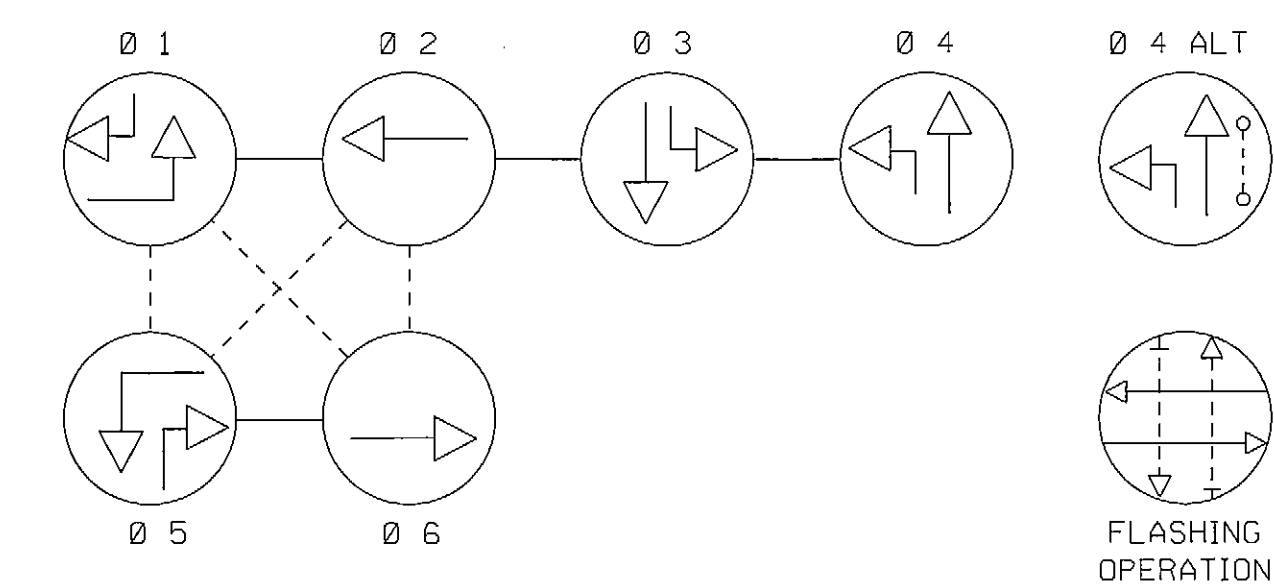 Ø 1
Ø 2
Ø 3
Ø 4
Ø 4 ALT
Ø 5
Ø 6
FLASHING
OPERATION